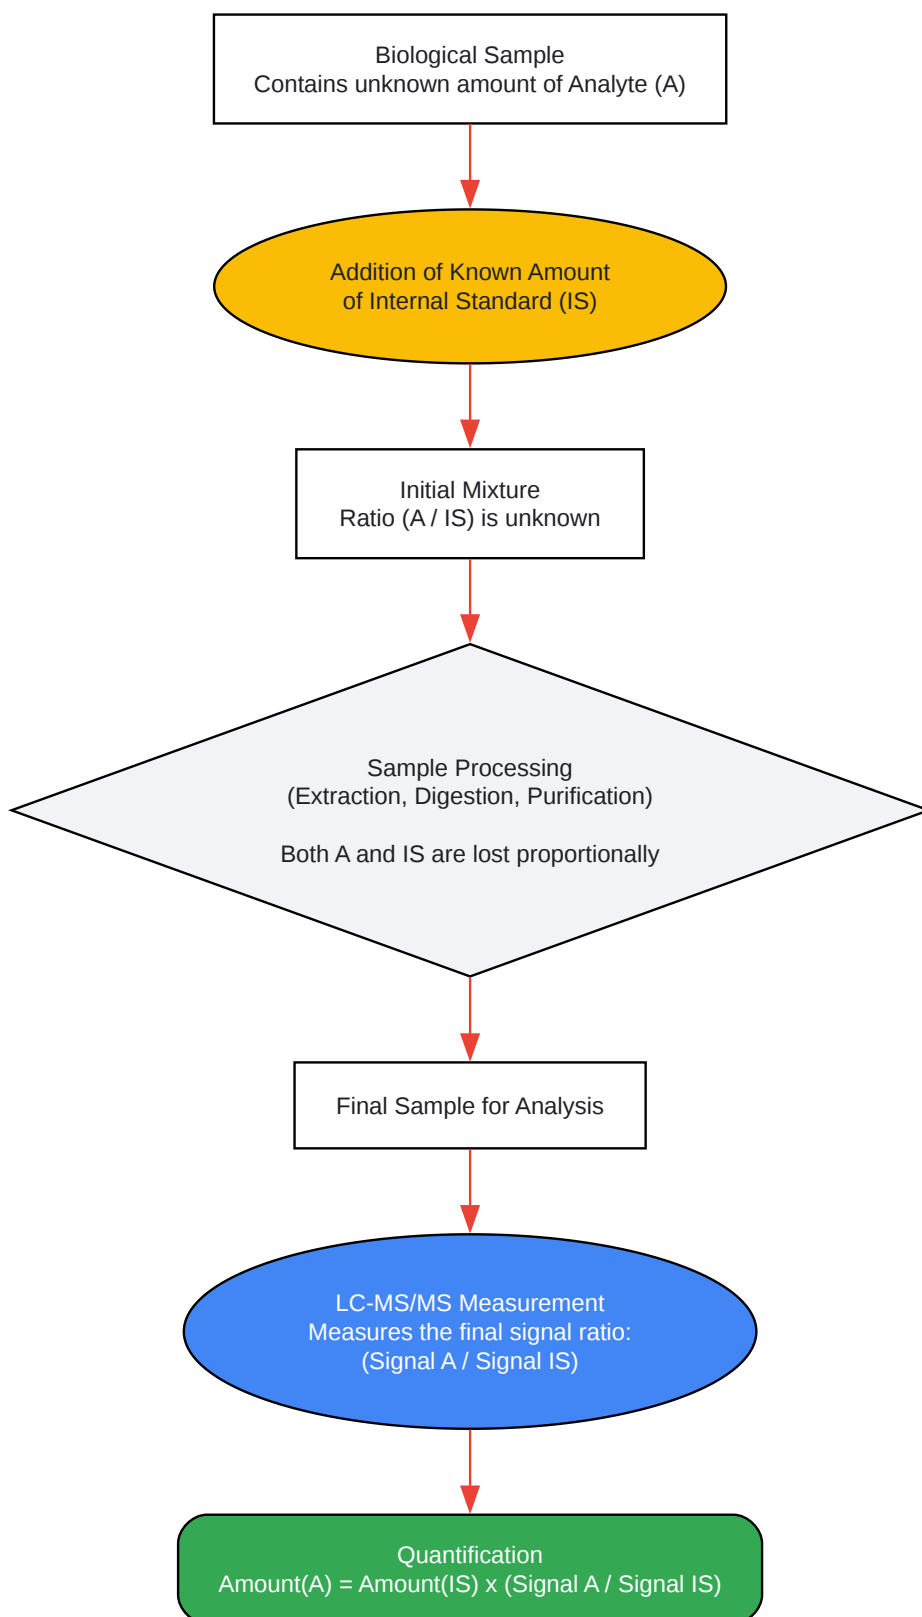 Biological Sample
Contains unknown amount of Analyte (A)
Addition of Known Amount
of Internal Standard (IS)
Initial Mixture
Ratio (A / IS) is unknown
Sample Processing
(Extraction, Digestion, Purification)
Both A and IS are lost proportionally
Final Sample for Analysis
LC-MS/MS Measurement
Measures the final signal ratio:
(Signal A / Signal IS)
Quantification
Amount(A) = Amount(IS) x (Signal A / Signal IS)